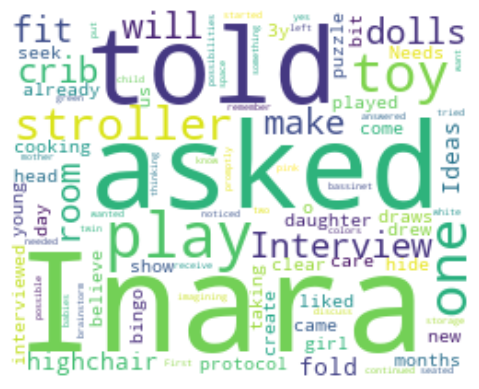 fit will told dolls
put started yes left 3y puzzle bit
seek us possibilities space something child
crib toy Needs want
already green remember played
stroller make come answered tried
cooking mother asked bassinet Ideas
head room know promptly pink thinking
young day wanted play noticed two white
daughter o draws drew one
needed twin Interview colors
interviewed believe show receive clear care hide
possible babies brainstorm bingo imagining taking create liked discuss storage
came girl new
highchair First protocol fold continued seated months
Inara